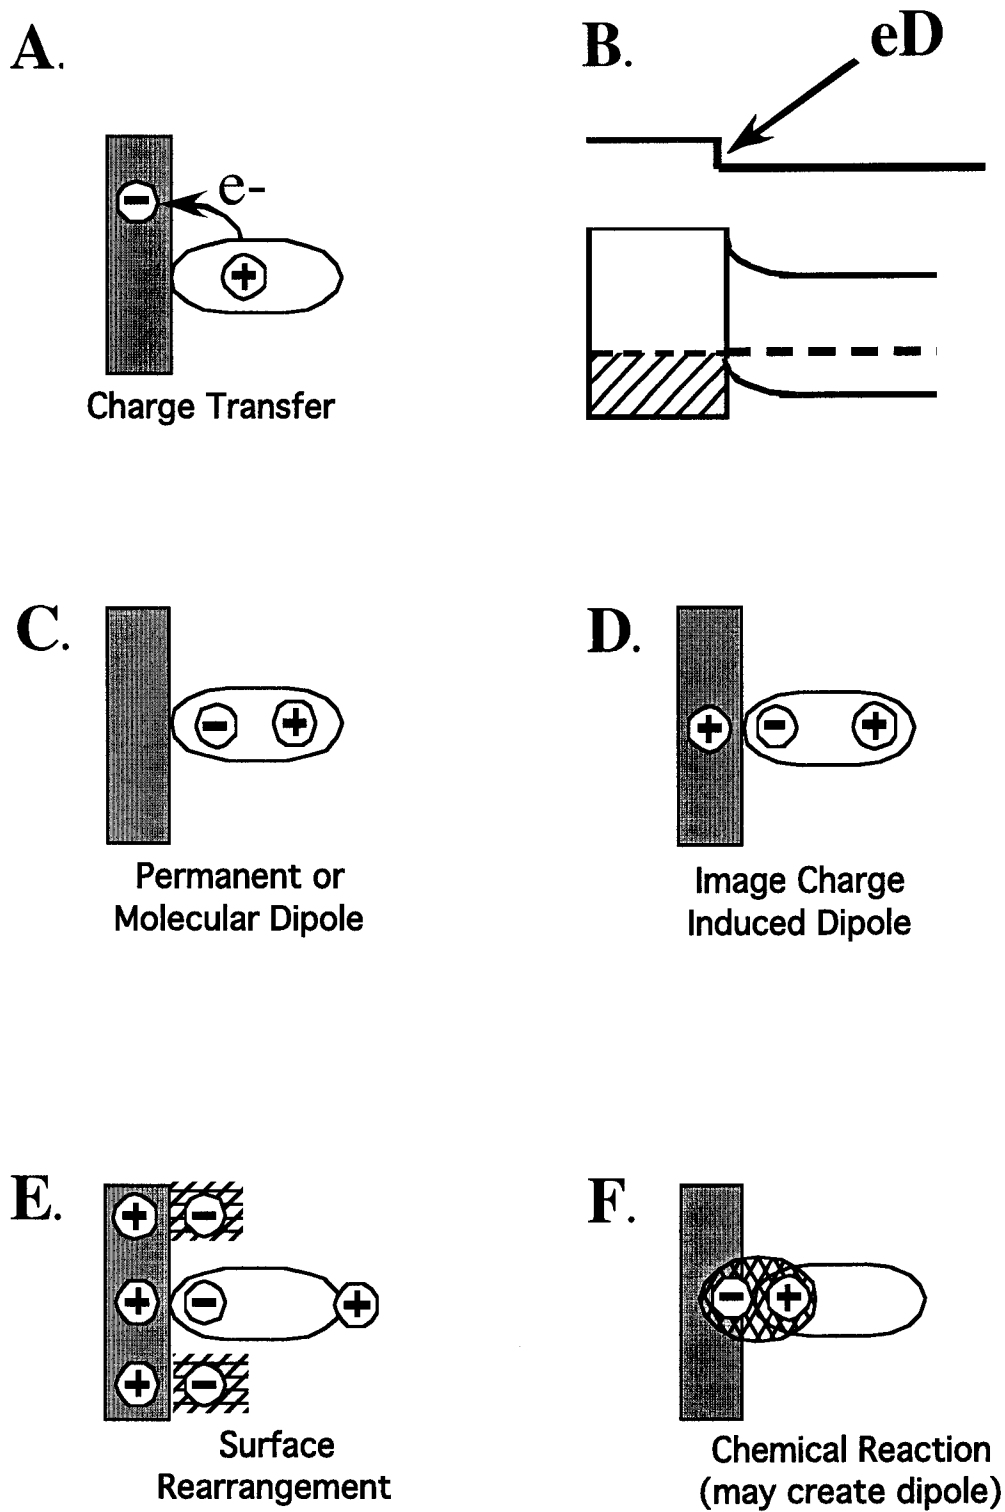 A.
B.
eD
e-
Charge Transfer
C.
D.
Permanent or
Molecular Dipole
Image Charge
Induced Dipole
E.
F.
Surface
Rearrangement
Chemical Reaction
(may create dipole)